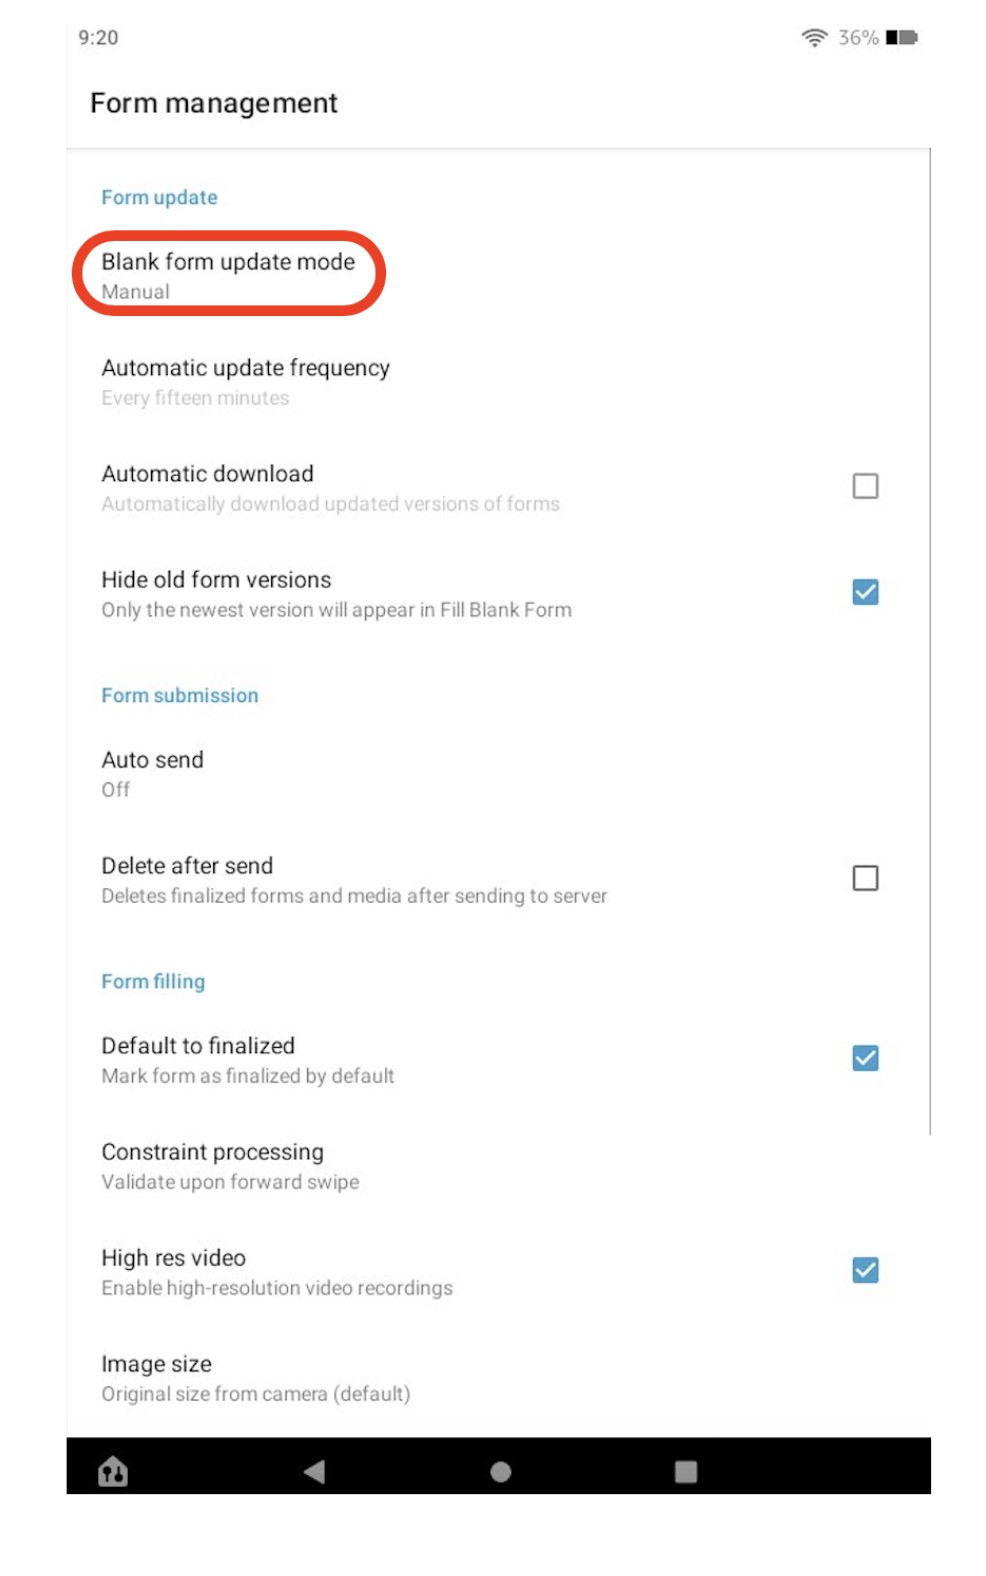 9:20
36%
Form management
Form update
Blank form update mode
Manual
Automatic update frequency
Every fifteen minutes
Automatic download
Automatically download updated versions of forms
Hide old form versions
Only the newest version will appear in Fill Blank Form
Form submission
Auto send
Off
Delete after send
Deletes finalized forms and media after sending to server
Form filling
Default to finalized
Mark form as finalized by default
Constraint processing
Validate upon forward swipe
High res video
Enable high-resolution video recordings
Image size
Original size from camera (default)